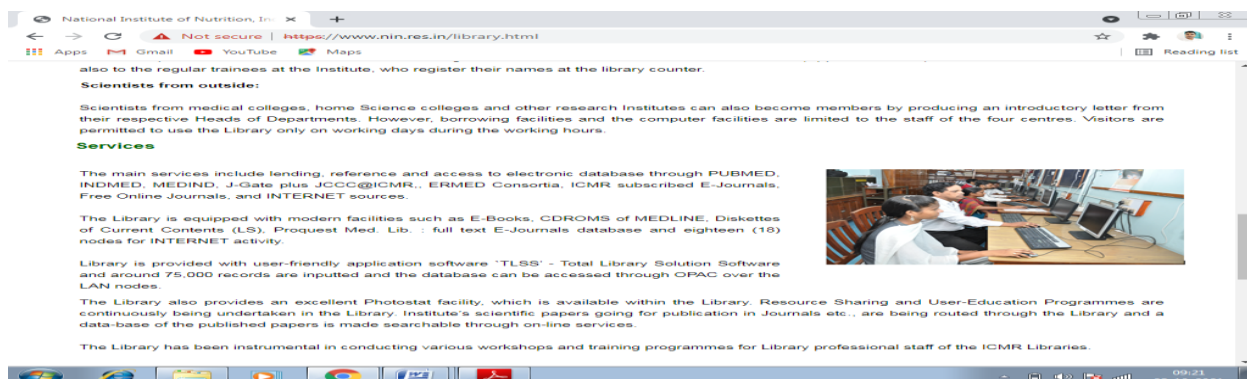 National Institute of Nutrition, In
Not secure | https://www.nin.res.in/library.html
Apps Gmail YouTube Maps Reading list
also to the regular trainees at the Institute, who register their names at the library counter.
Scientists from outside:
Scientists from medical colleges, home Science colleges and other research Institutes can also become members by producing an introductory letter from
their respective Heads of Departments. However, borrowing facilities and the computer facilities are limited to the staff of the four centres. Visitors are
permitted to use the Library only on working days during the working hours.
Services
The main services include lending, reference and access to electronic database through PUBMED,
INDMED, MEDIND, J-Gate plus JCCC@ICMR,, ERMED Consortia, ICMR subscribed E-Journals,
Free Online Journals, and INTERNET sources.
The Library is equipped with modern facilities such as E-Books, CDROMS of MEDLINE, Diskettes
of Current Contents (LS), Proquest Med. Lib. : full text E-Journals database and eighteen (18)
nodes for INTERNET activity.
Library is provided with user-friendly application software `TLSS' - Total Library Solution Software
and around 75,000 records are inputted and the database can be accessed through OPAC over the
LAN nodes.
The Library also provides an excellent Photostat facility, which is available within the Library. Resource Sharing and User-Education Programmes are
continuously being undertaken in the Library. Institute's scientific papers going for publication in Journals etc., are being routed through the Library and a
data-base of the published papers is made searchable through on-line services.
The Library has been instrumental in conducting various workshops and training programmes for Library professional staff of the ICMR Libraries.
09:21